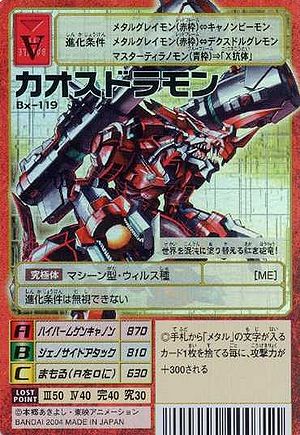 進化条件
メタルグレイモン(赤枠)⇔キャノンビーモン
メタルグレイモン(赤枠)⇔デクスドルグレモン
マスターティラノモン(青枠)⇒「X抗体」
カオスドラモン
Bx-119
世界を混沌に塗り替える紅き砲竜!
究極体 マシーン型・ウィルス種 [ME]
進化条件は無視できない
A ハイパームゲンキャノン 870
B ジェノサイドアタック 810
C まもる(Aを0に) 630
◎手札から「メタル」の文字が入る
カード1枚を捨てる毎に、攻撃力が
+300される
LOST POINT Ⅲ50 Ⅳ40 完40 究30
©本郷あきよし・東映アニメーション
BANDAI 2004 MADE IN JAPAN